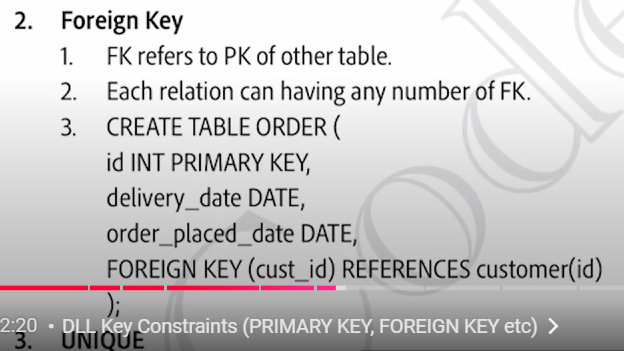 2. Foreign Key
1. FK refers to PK of other table.
2. Each relation can having any number of FK.
3. CREATE TABLE ORDER (
id INT PRIMARY KEY,
delivery_date DATE,
order_placed_date DATE,
FOREIGN KEY (cust_id) REFERENCES customer(id)
);
2:20 • DLL Key Constraints (PRIMARY KEY, FOREIGN KEY etc) >
3. UNIQUE
Code